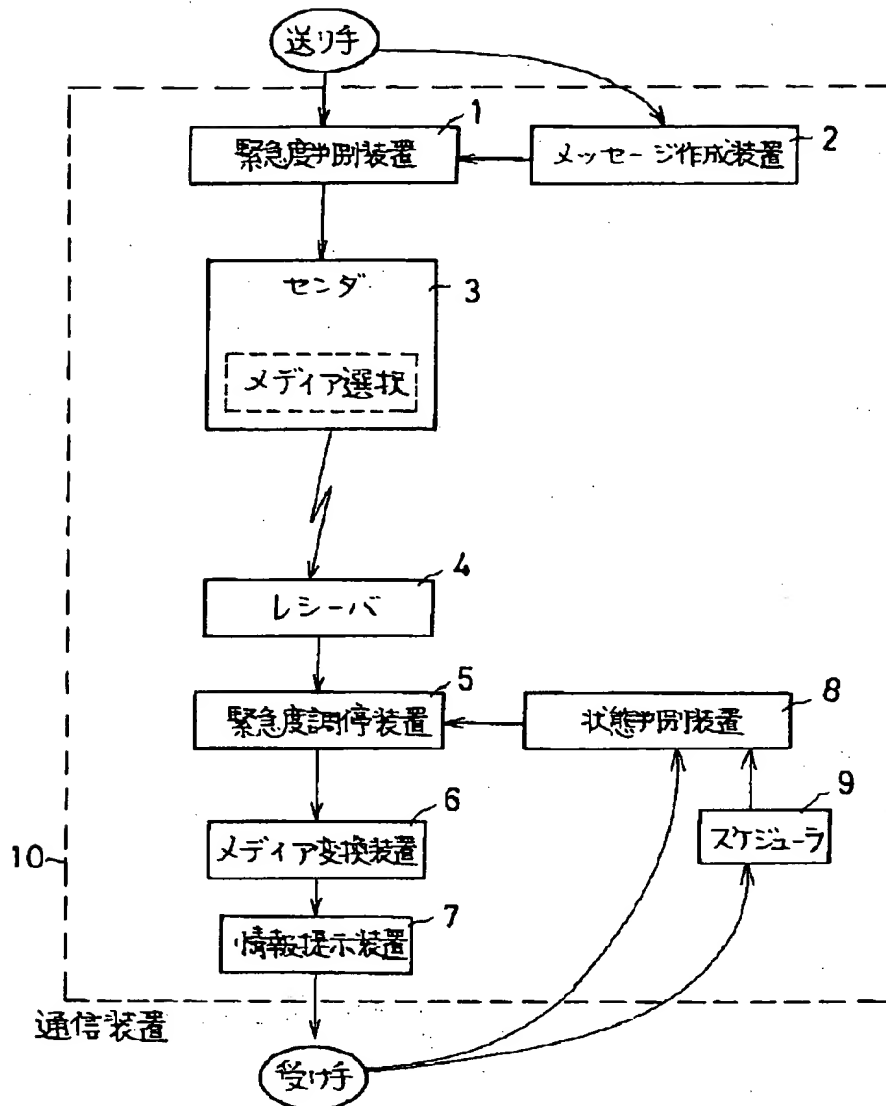 送り手
1
緊急度判別装置
メッセージ作成装置
2
センダ
3
メディア選択
4
レシーバ
5
緊急度調停装置
状態判別装置
8
6
9
メディア変換装置
スケジューラ
10
7
情報提示装置
通信装置
受け手